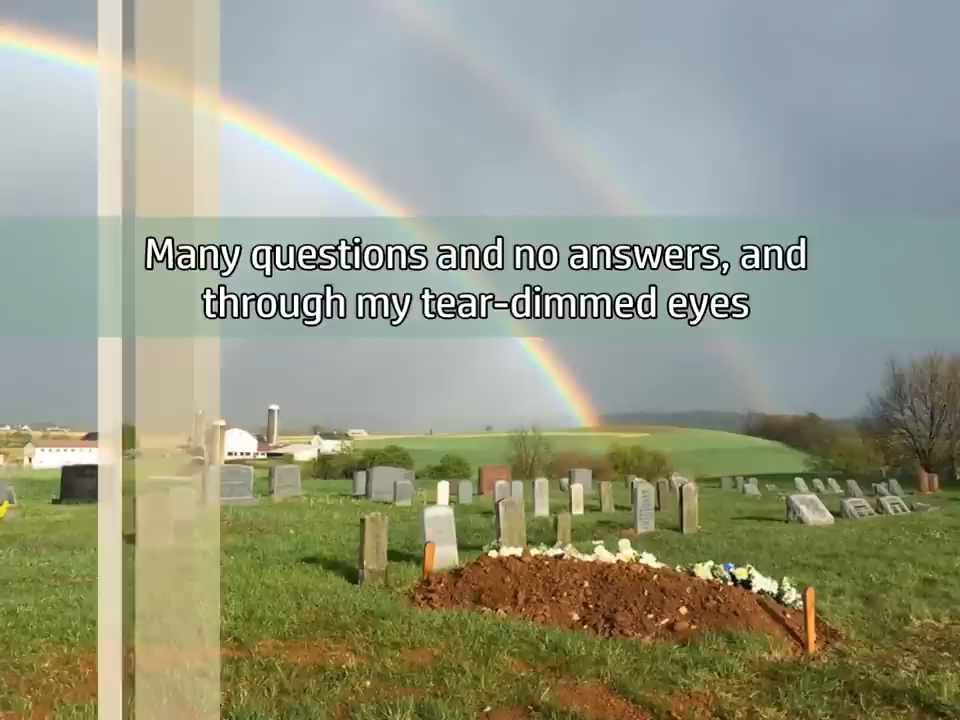 Many questions and no answers, and
through my tear-dimmed eyes